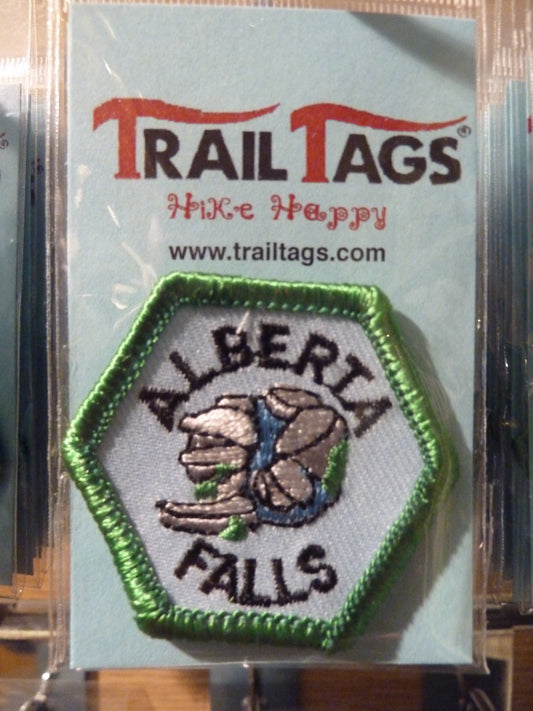 TRAIL TAGS®
Hike Happy
www.trailtags.com
ALBERTA
FALLS